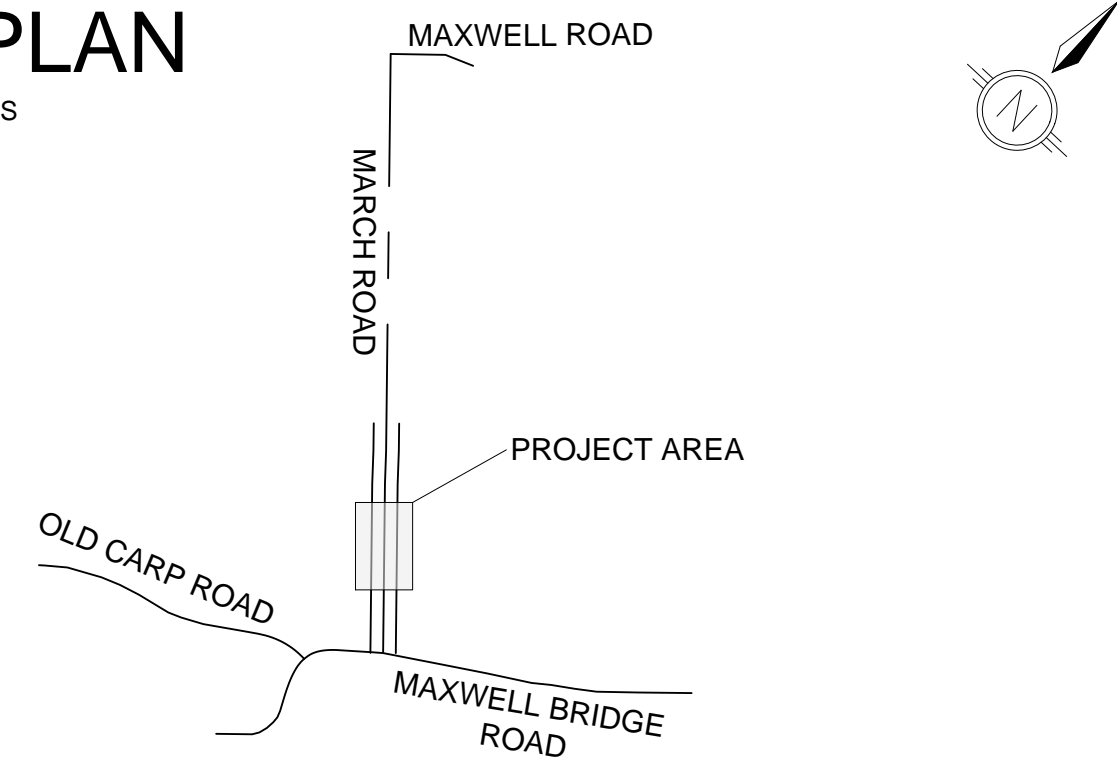 PLAN
S
MAXWELL ROAD
N
MARCH ROAD
PROJECT AREA
OLD CARP ROAD
MAXWELL BRIDGE
ROAD